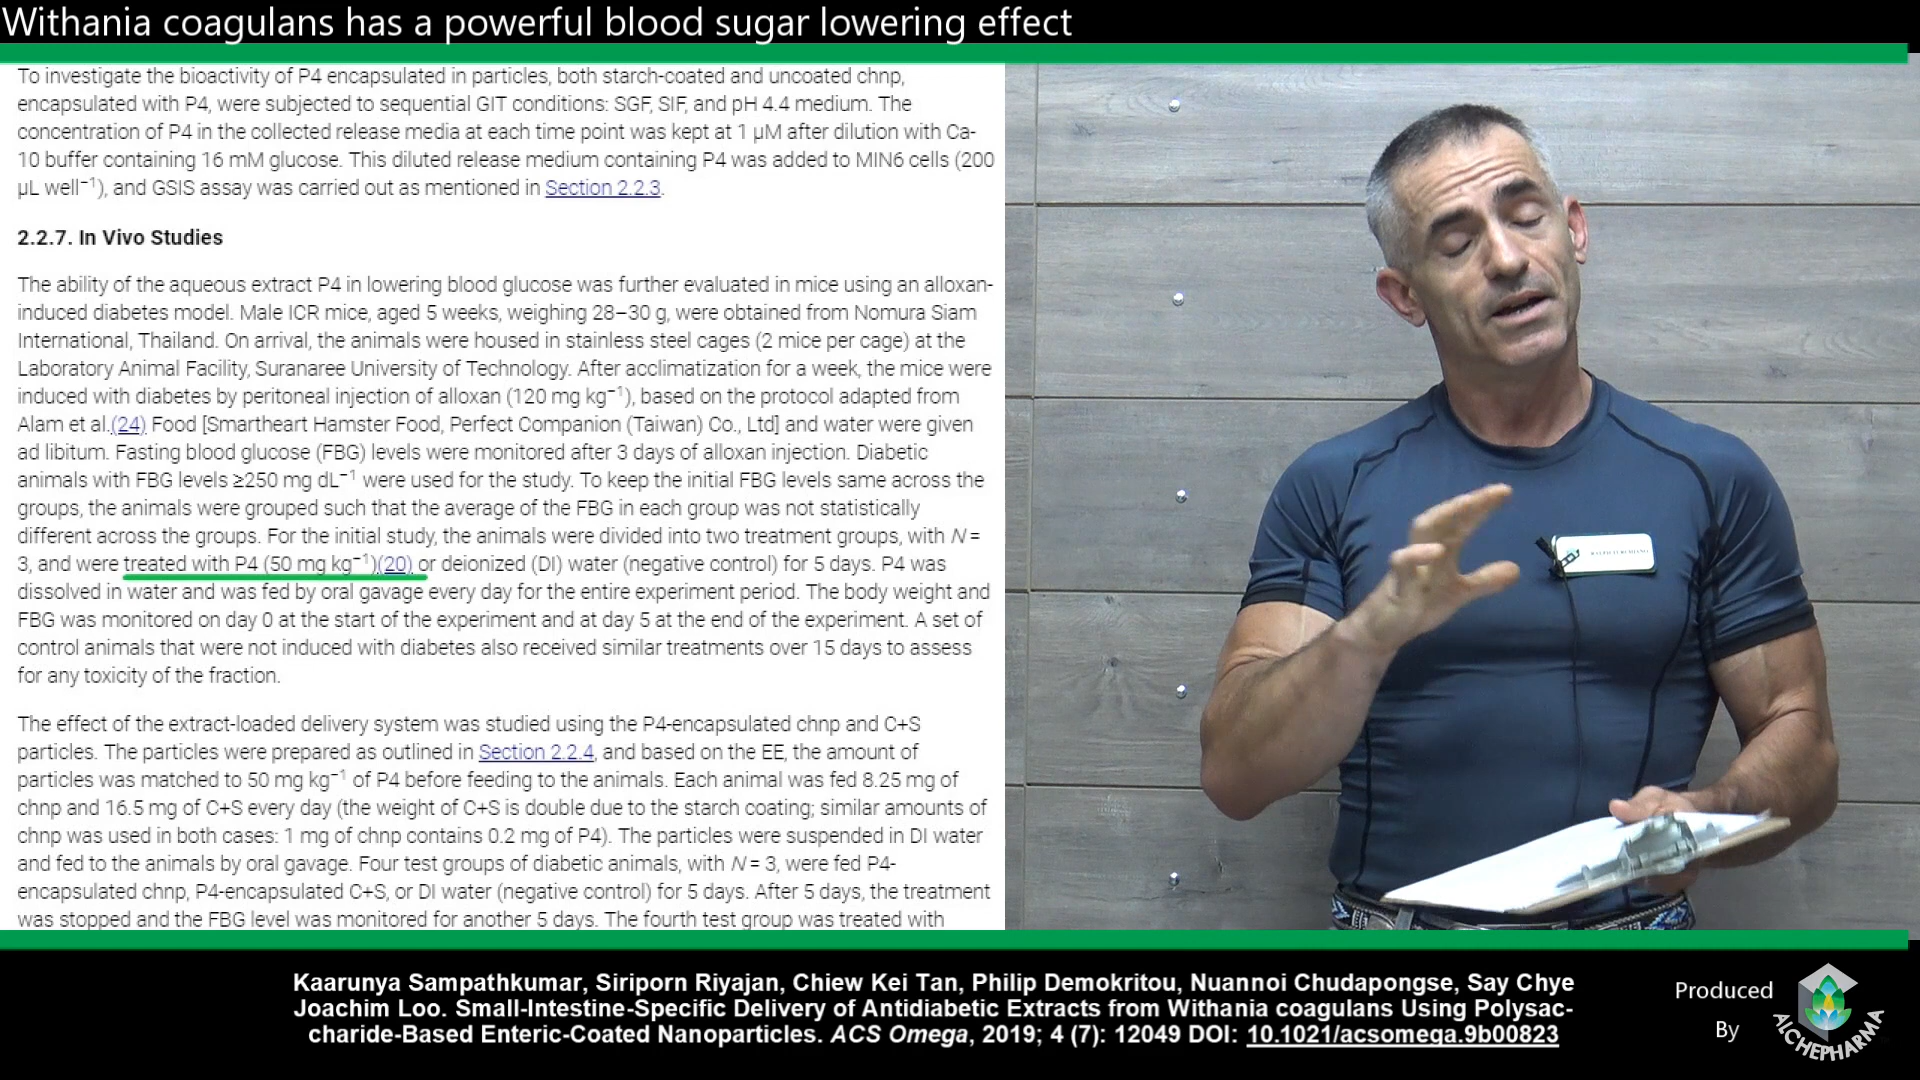 Withania coagulans has a powerful blood sugar lowering effect
To investigate the bioactivity of P4 encapsulated in particles, both starch-coated and uncoated chnp,
encapsulated with P4, were subjected to sequential GIT conditions: SGF, SIF, and pH 4.4 medium. The
concentration of P4 in the collected release media at each time point was kept at 1 μM after dilution with Ca-
10 buffer containing 16 mM glucose. This diluted release medium containing P4 was added to MIN6 cells (200
μL well⁻¹), and GSIS assay was carried out as mentioned in Section 2.2.3.
2.2.7. In Vivo Studies
The ability of the aqueous extract P4 in lowering blood glucose was further evaluated in mice using an alloxan-
induced diabetes model. Male ICR mice, aged 5 weeks, weighing 28–30 g, were obtained from Nomura Siam
International, Thailand. On arrival, the animals were housed in stainless steel cages (2 mice per cage) at the
Laboratory Animal Facility, Suranaree University of Technology. After acclimatization for a week, the mice were
induced with diabetes by peritoneal injection of alloxan (120 mg kg⁻¹), based on the protocol adapted from
Alam et al.(24) Food [Smartheart Hamster Food, Perfect Companion (Taiwan) Co., Ltd] and water were given
ad libitum. Fasting blood glucose (FBG) levels were monitored after 3 days of alloxan injection. Diabetic
animals with FBG levels ≥250 mg dL⁻¹ were used for the study. To keep the initial FBG levels same across the
groups, the animals were grouped such that the average of the FBG in each group was not statistically
different across the groups. For the initial study, the animals were divided into two treatment groups, with N =
3, and were treated with P4 (50 mg kg⁻¹)(20) or deionized (DI) water (negative control) for 5 days. P4 was
dissolved in water and was fed by oral gavage every day for the entire experiment period. The body weight and
FBG was monitored on day 0 at the start of the experiment and at day 5 at the end of the experiment. A set of
control animals that were not induced with diabetes also received similar treatments over 15 days to assess
for any toxicity of the fraction.
The effect of the extract-loaded delivery system was studied using the P4-encapsulated chnp and C+S
particles. The particles were prepared as outlined in Section 2.2.4, and based on the EE, the amount of
particles was matched to 50 mg kg⁻¹ of P4 before feeding to the animals. Each animal was fed 8.25 mg of
chnp and 16.5 mg of C+S every day (the weight of C+S is double due to the starch coating; similar amounts of
chnp was used in both cases: 1 mg of chnp contains 0.2 mg of P4). The particles were suspended in DI water
and fed to the animals by oral gavage. Four test groups of diabetic animals, with N = 3, were fed P4-
encapsulated chnp, P4-encapsulated C+S, or DI water (negative control) for 5 days. After 5 days, the treatment
was stopped and the FBG level was monitored for another 5 days. The fourth test group was treated with
Kaarunya Sampathkumar, Siriporn Riyajan, Chiew Kei Tan, Philip Demokritou, Nuannoi Chudapongse, Say Chye
Joachim Loo. Small-Intestine-Specific Delivery of Antidiabetic Extracts from Withania coagulans Using Polysac-
charide-Based Enteric-Coated Nanoparticles. ACS Omega, 2019; 4 (7): 12049 DOI: 10.1021/acsomega.9b00823
Produced
By
ALCHEPHARMA